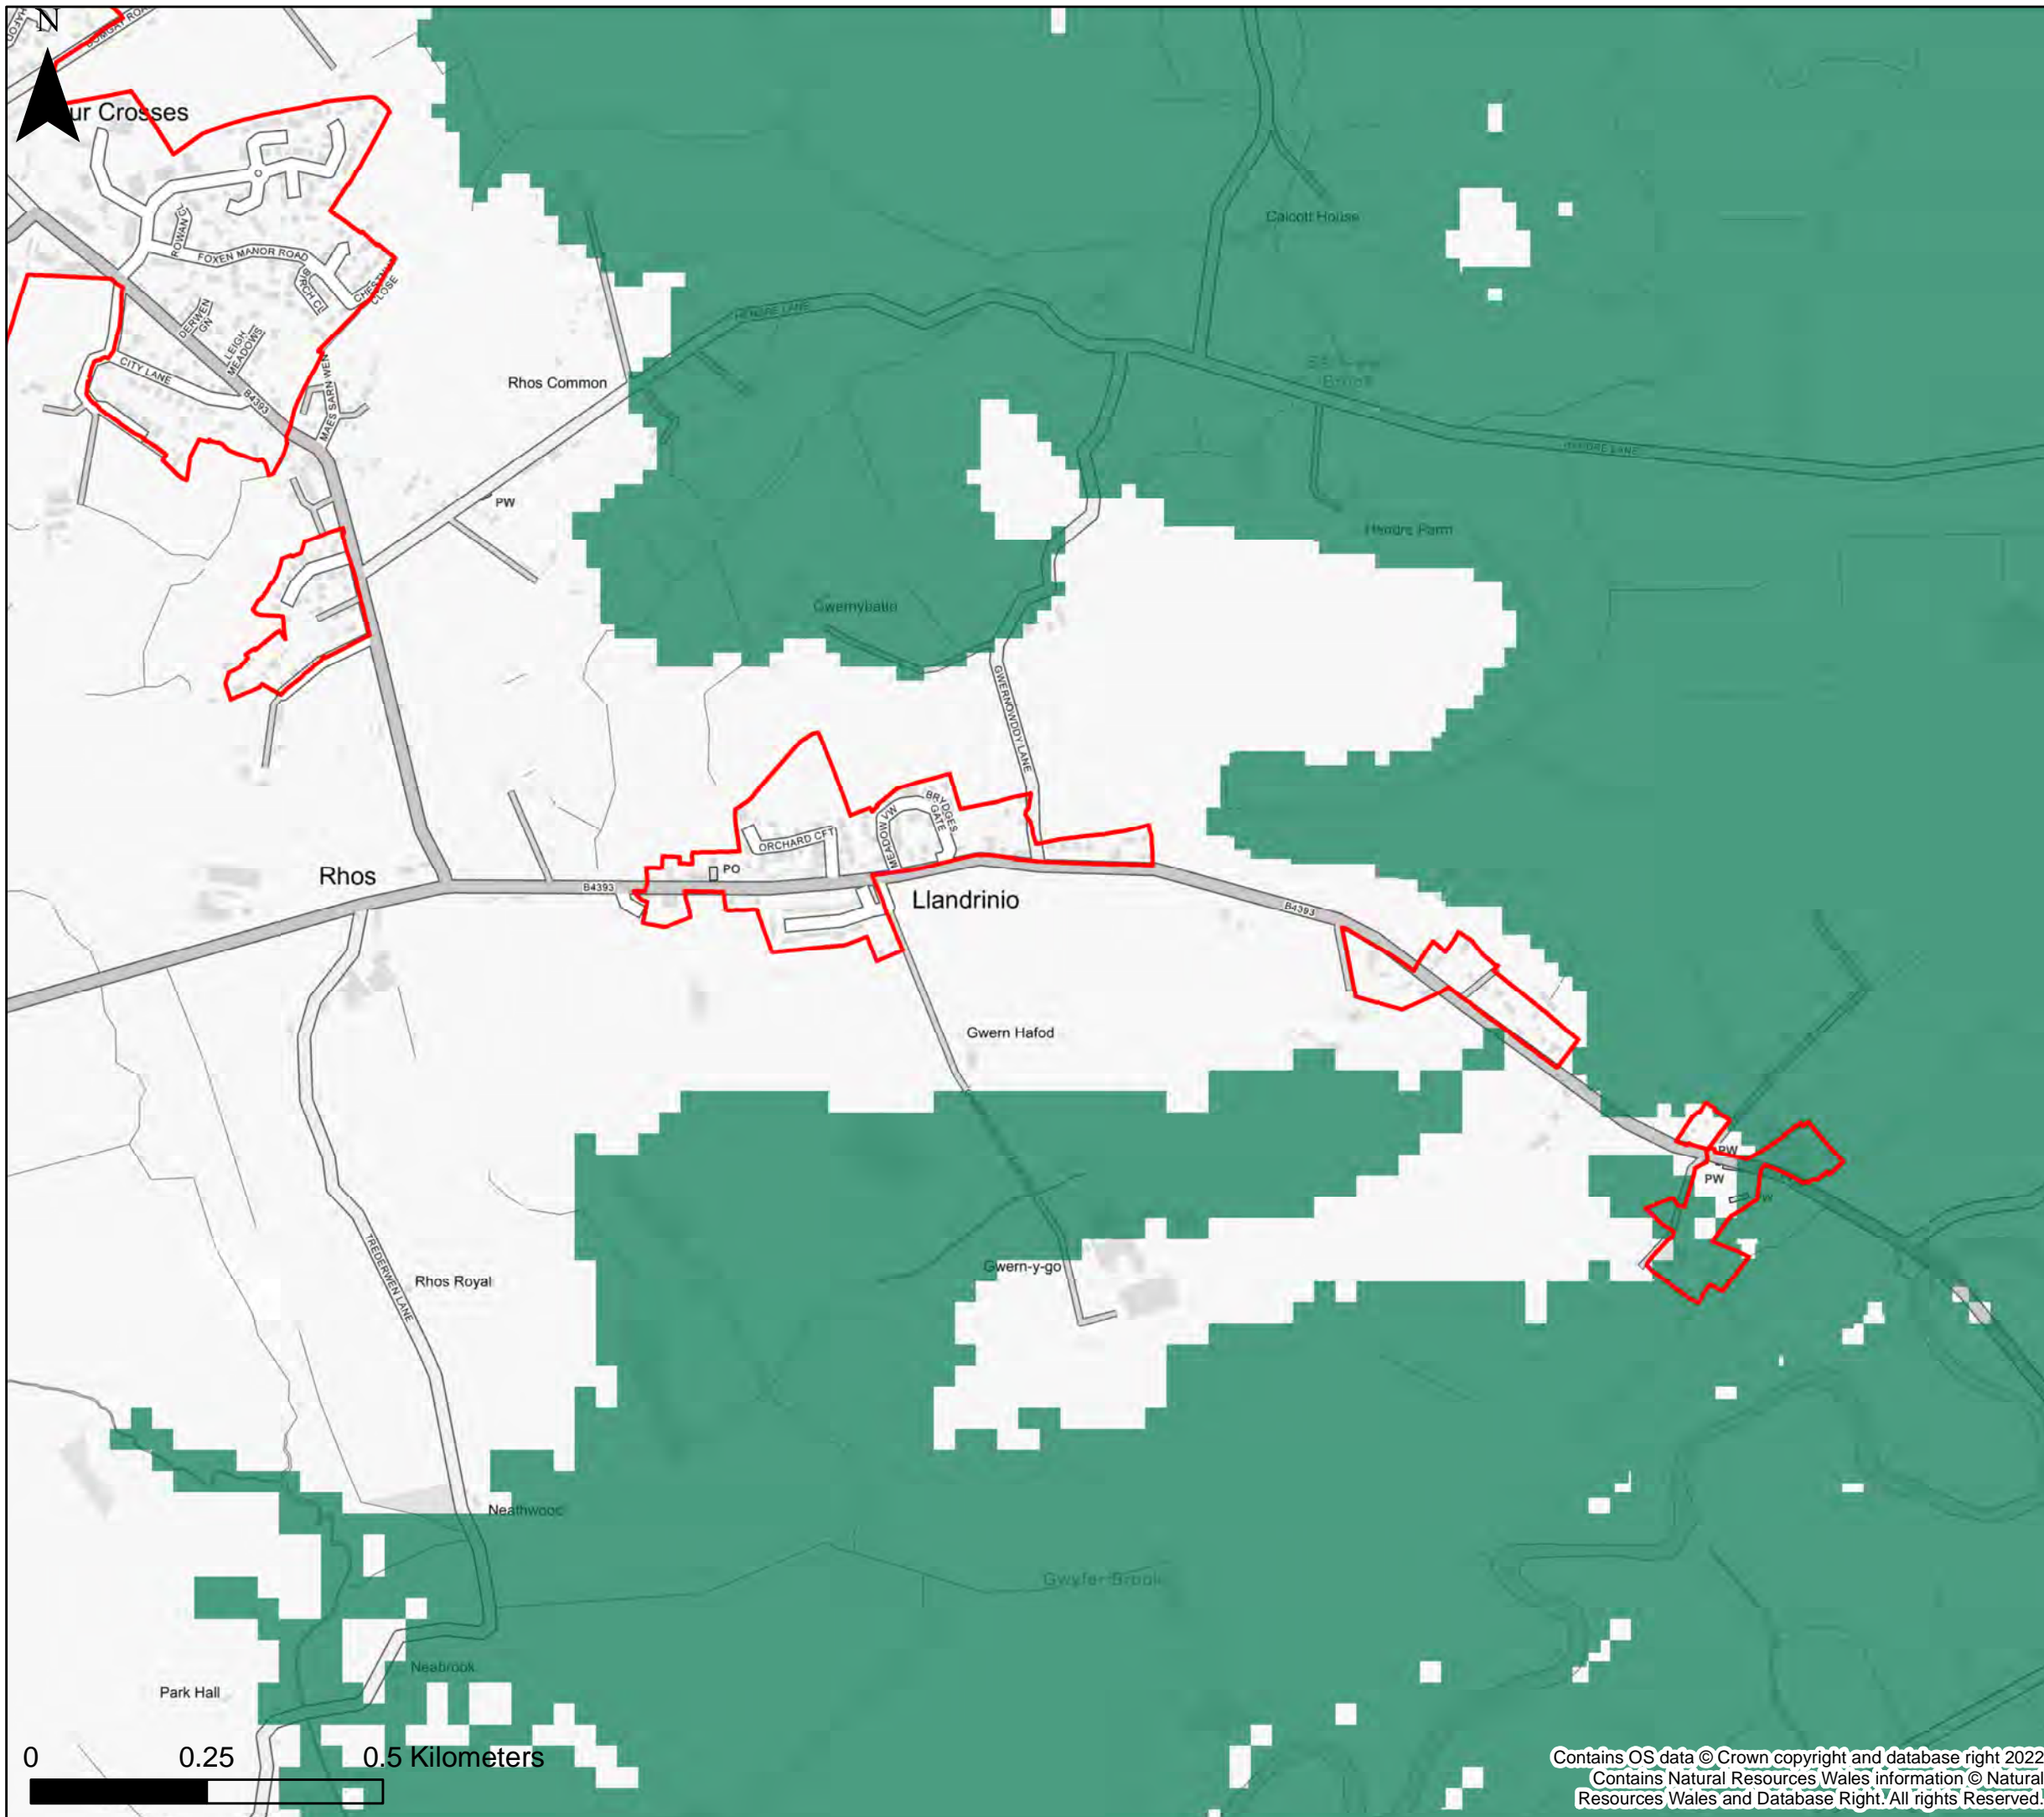 N
DOMGAY ROA
ur Crosses
ROWAN CL
FOXEN MANOR ROAD
BIRCH CL
CHESTNUT
CLOSE
DERWEN
GN
LEIGH
MEADOWS
CITY LANE
B4393
MAES SARN WEN
Rhos Common
HENDRE LANE
Calcott House
HENDRE LANE
PW
Hendre Farm
GWERNOWDDY LANE
BRYDGES
GATE
MEADOW VW
ORCHARD CFT
PO
Rhos
B4393
Llandrinio
B4393
Gwern Hafod
PW
PW
Gwern-y-go
TREDERWEN LANE
Rhos Royal
Neathwood
Gwyfer Brook
Neabrook
Park Hall
0 0.25 0.5 Kilometers
Contains OS data © Crown copyright and database right 2022
Contains Natural Resources Wales information © Natural
Resources Wales and Database Right. All rights Reserved.